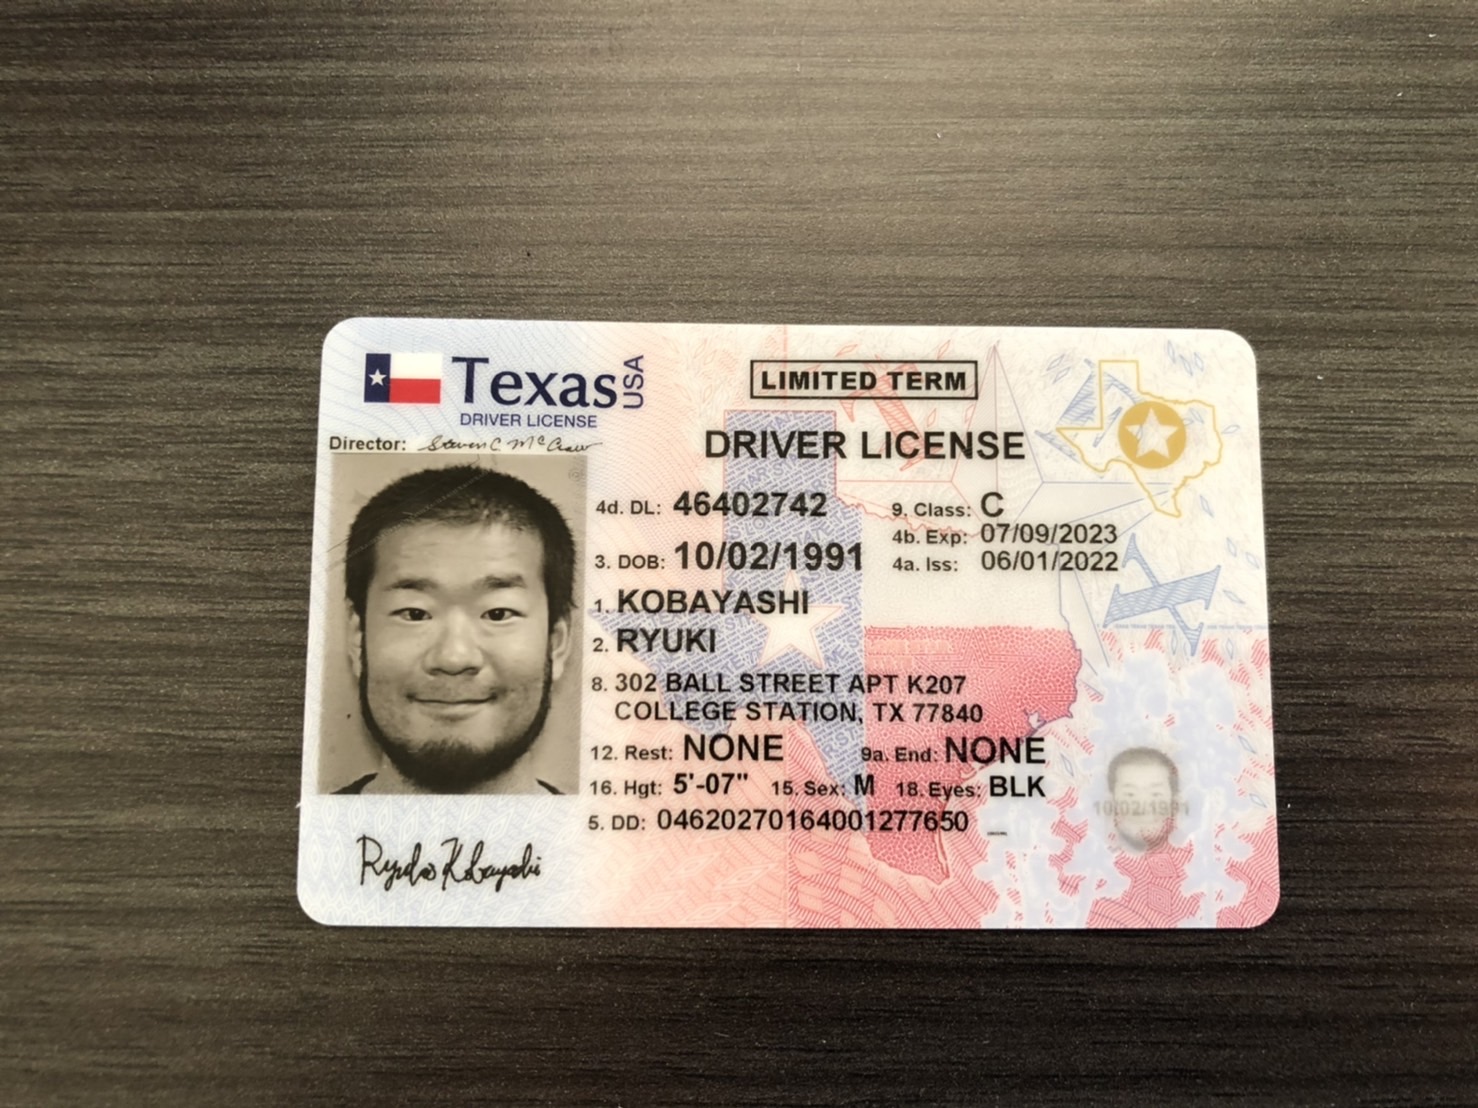 Texas USA
DRIVER LICENSE
Director: Steven C McCraw
LIMITED TERM
DRIVER LICENSE
4d. DL: 46402742
9. Class: C
4b. Exp: 07/09/2023
3. DOB: 10/02/1991
4a. Iss: 06/01/2022
1. KOBAYASHI
2. RYUKI
8. 302 BALL STREET APT K207
COLLEGE STATION, TX 77840
12. Rest: NONE 9a. End: NONE
16. Hgt: 5'-07" 15. Sex: M 18. Eyes: BLK
5. DD: 04620270164001277650
10/02/1991